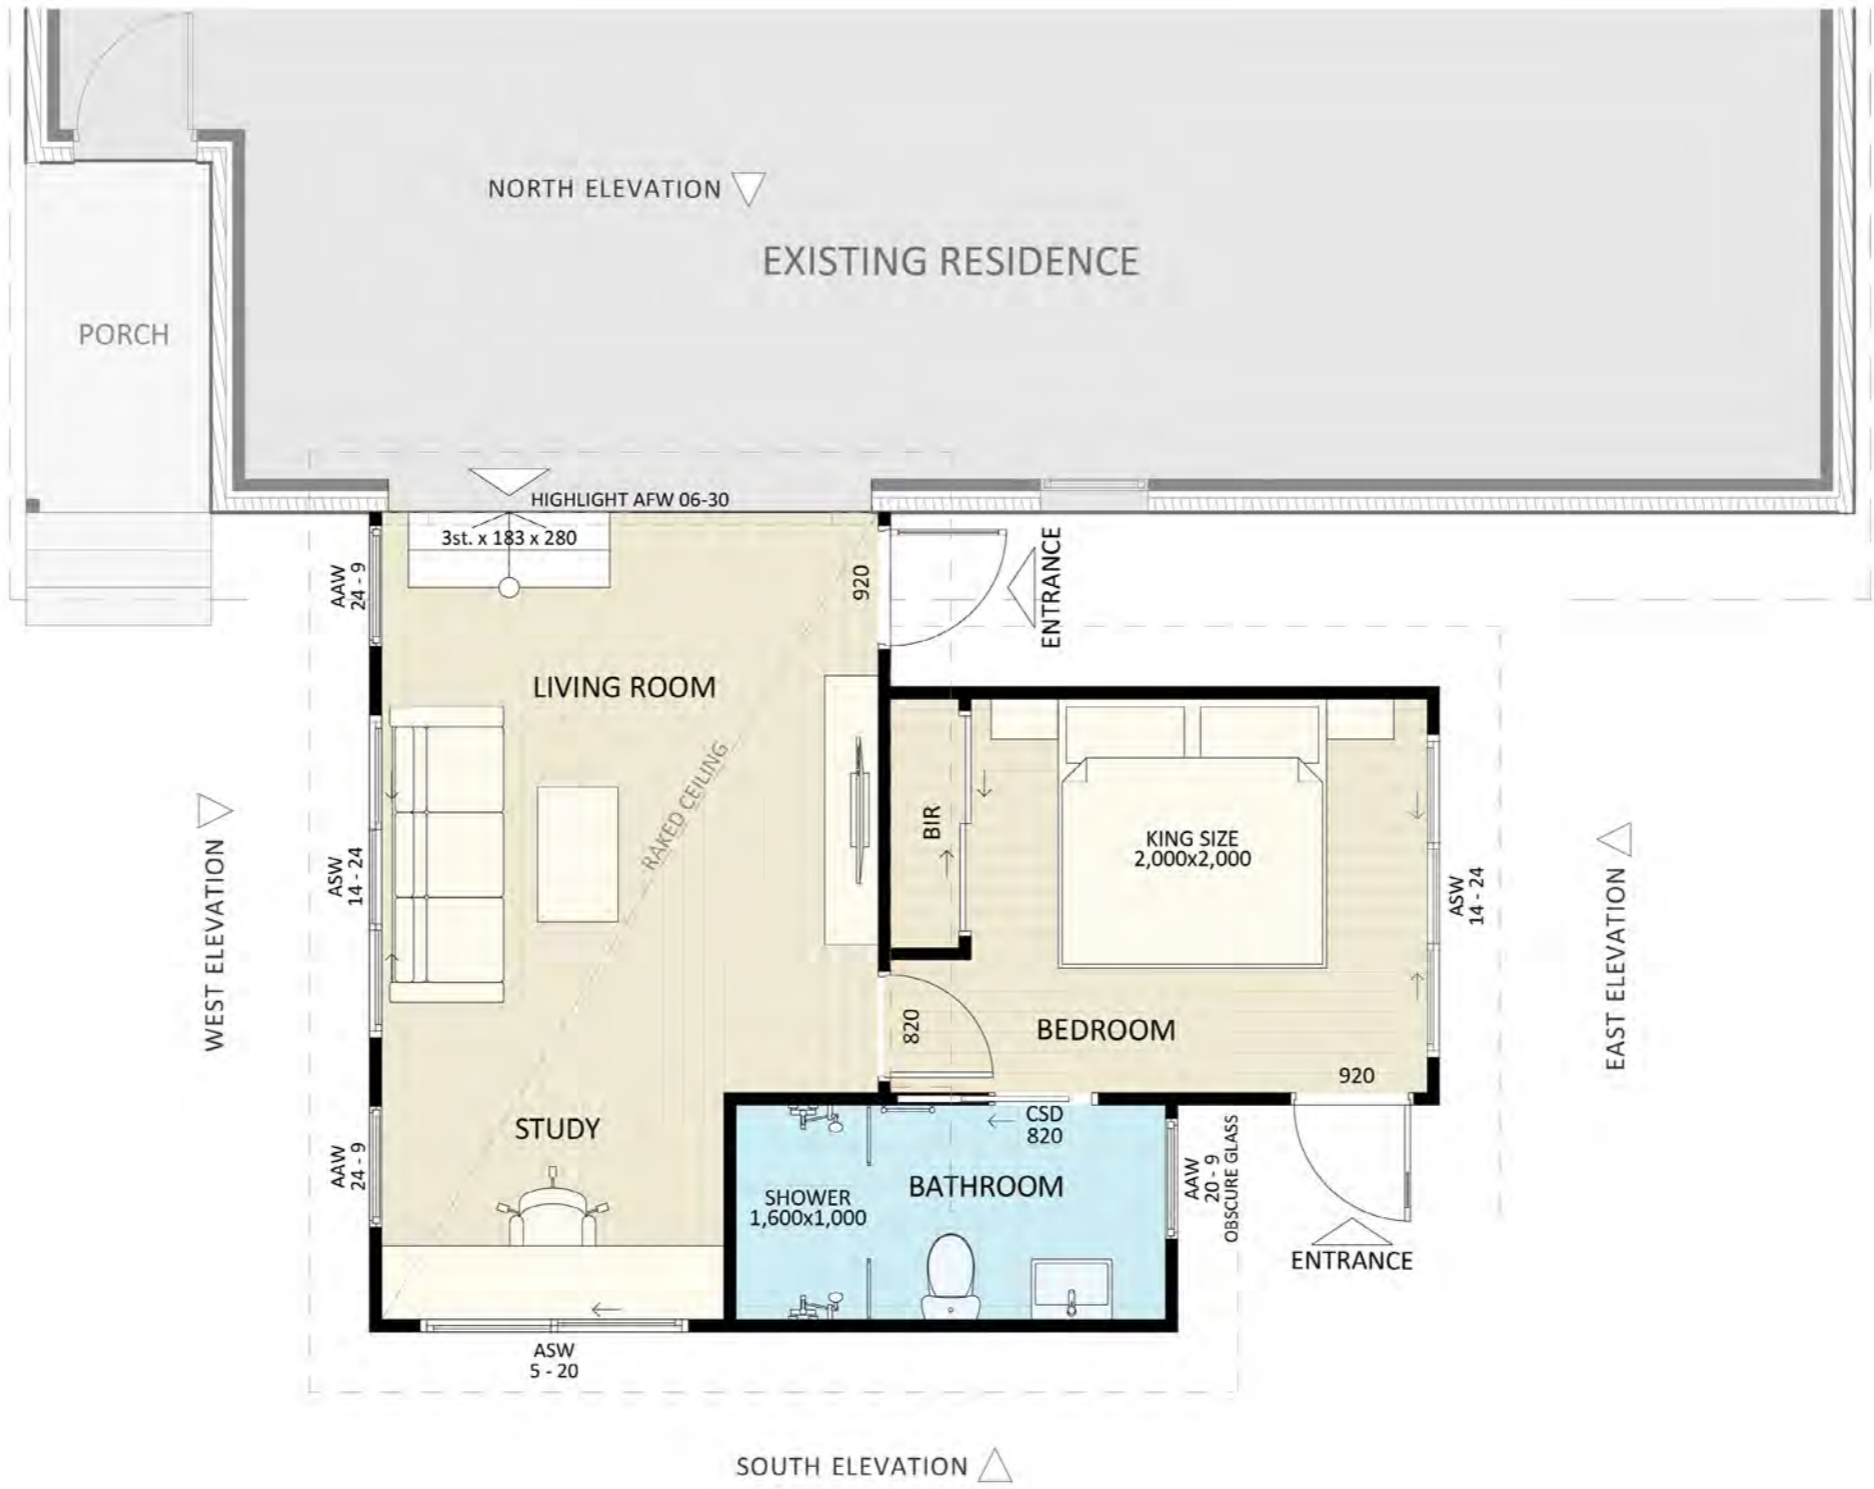 NORTH ELEVATION
EXISTING RESIDENCE
PORCH
HIGHLIGHT AFW 06-30
3st. x 183 x 280
AAW
24 - 9
920
ENTRANCE
LIVING ROOM
RAKED CEILING
BIR
KING SIZE
2,000x2,000
WEST ELEVATION
ASW
14 - 24
ASW
14 - 24
EAST ELEVATION
820
BEDROOM
920
STUDY
CSD
820
AAW
24 - 9
SHOWER
1,600x1,000
BATHROOM
AAW
20 - 9
OBSCURE GLASS
ENTRANCE
ASW
5 - 20
SOUTH ELEVATION